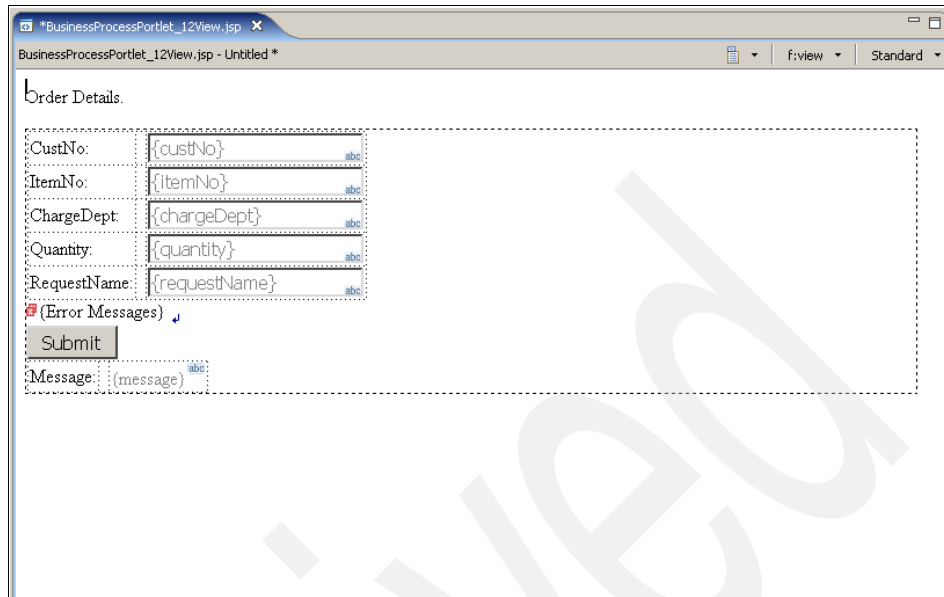 *BusinessProcessPortlet_12View.jsp
BusinessProcessPortlet_12View.jsp - Untitled * f:view Standard
Order Details.
CustNo: {custNo} abc
ItemNo: {itemNo} abc
ChargeDept: {chargeDept} abc
Quantity: {quantity} abc
RequestName: {requestName} abc
{Error Messages}
Submit
Message: {message} abc
ived